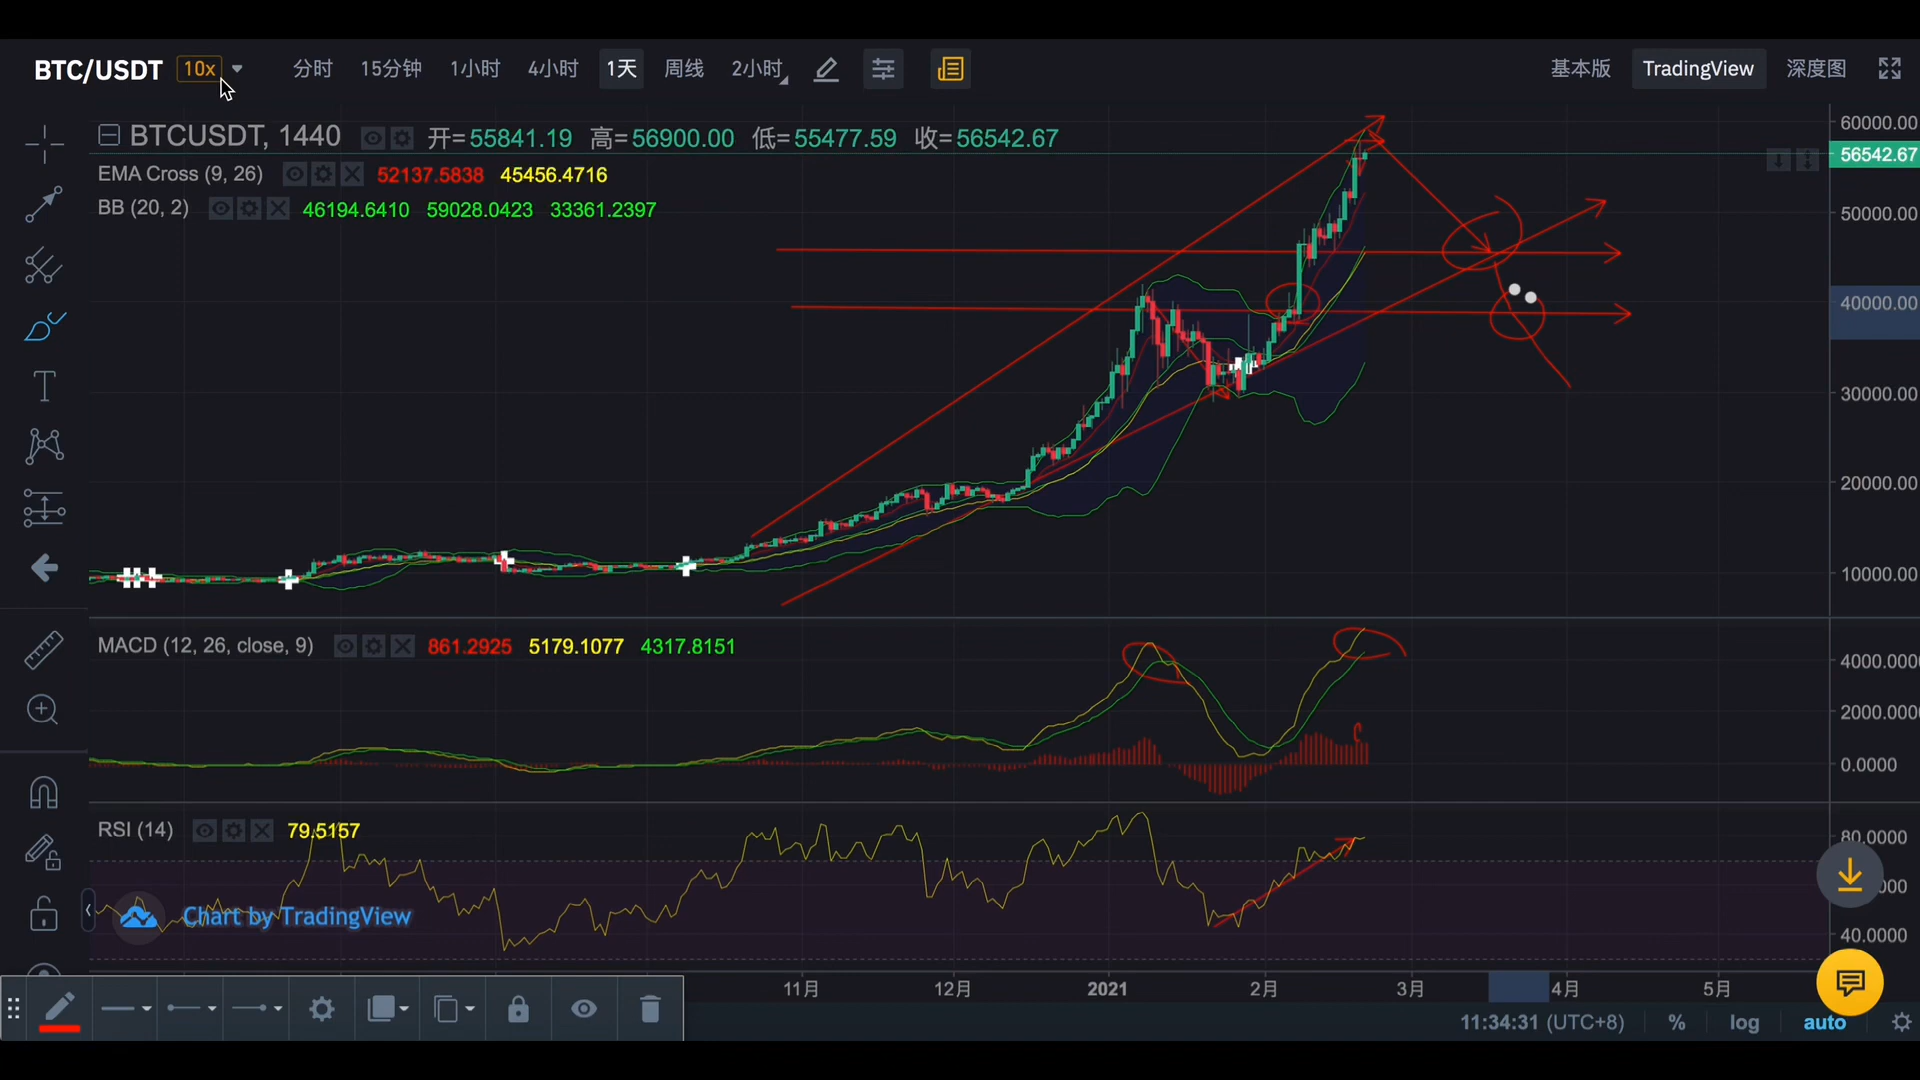 BTC/USDT 10x 分时 15分钟 1小时 4小时 1天 周线 2小时 基本版 TradingView 深度图
BTCUSDT, 1440 开=55841.19 高=56900.00 低=55477.59 收=56542.67
EMA Cross (9, 26) 52137.5838 45456.4716
BB (20, 2) 46194.6410 59028.0423 33361.2397
60000.00
56542.67
50000.00
40000.00
30000.00
20000.00
10000.00
MACD (12, 26, close, 9) 861.2925 5179.1077 4317.8151
2000.000
0.0000
RSI (14) 79.5157
80.0000
40.0000
Chart by TradingView
11月 12月 2021 2月 3月 4月 5月
11:34:31 (UTC+8) % log auto